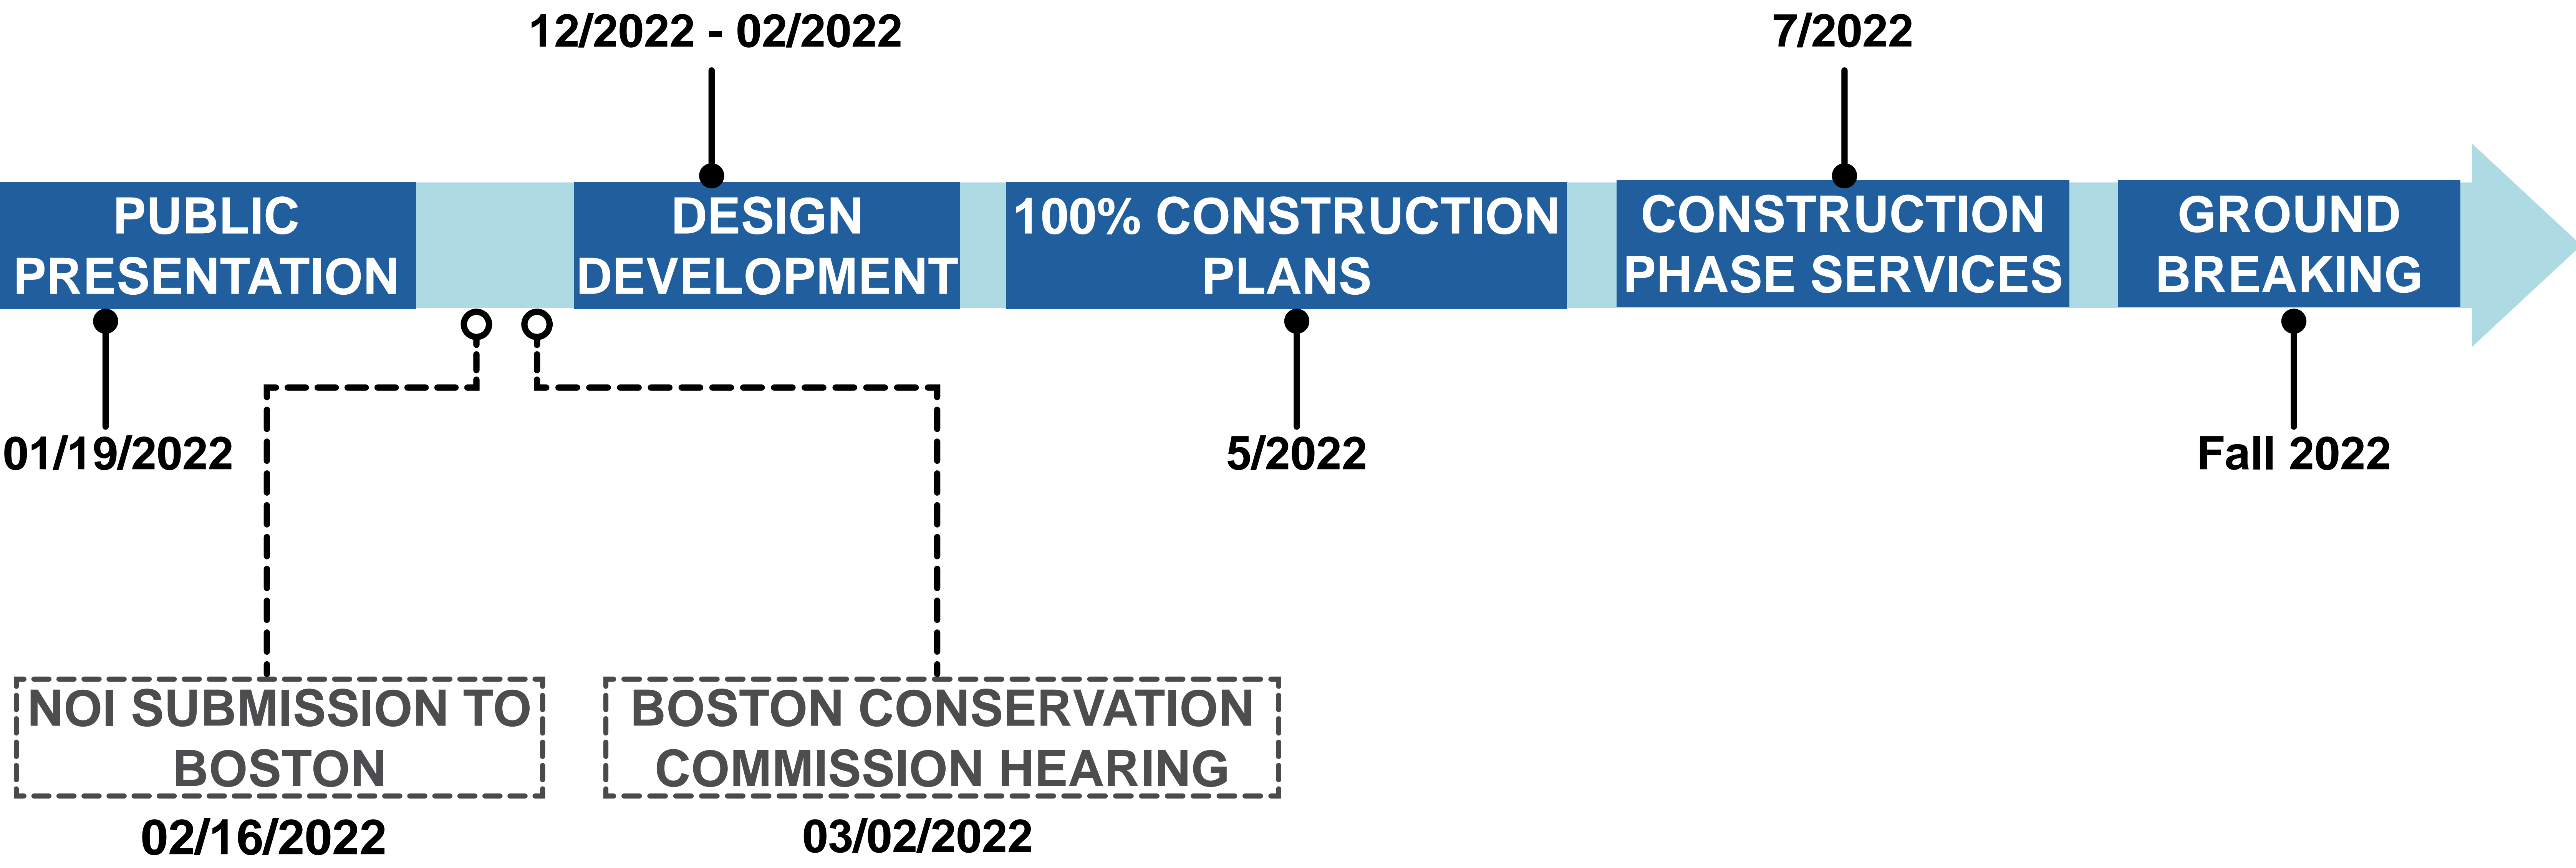 12/2022 - 02/2022
7/2022
PUBLIC
PRESENTATION
DESIGN
DEVELOPMENT
100% CONSTRUCTION
PLANS
CONSTRUCTION
PHASE SERVICES
GROUND
BREAKING
01/19/2022
5/2022
Fall 2022
NOI SUBMISSION TO
BOSTON
02/16/2022
BOSTON CONSERVATION
COMMISSION HEARING
03/02/2022